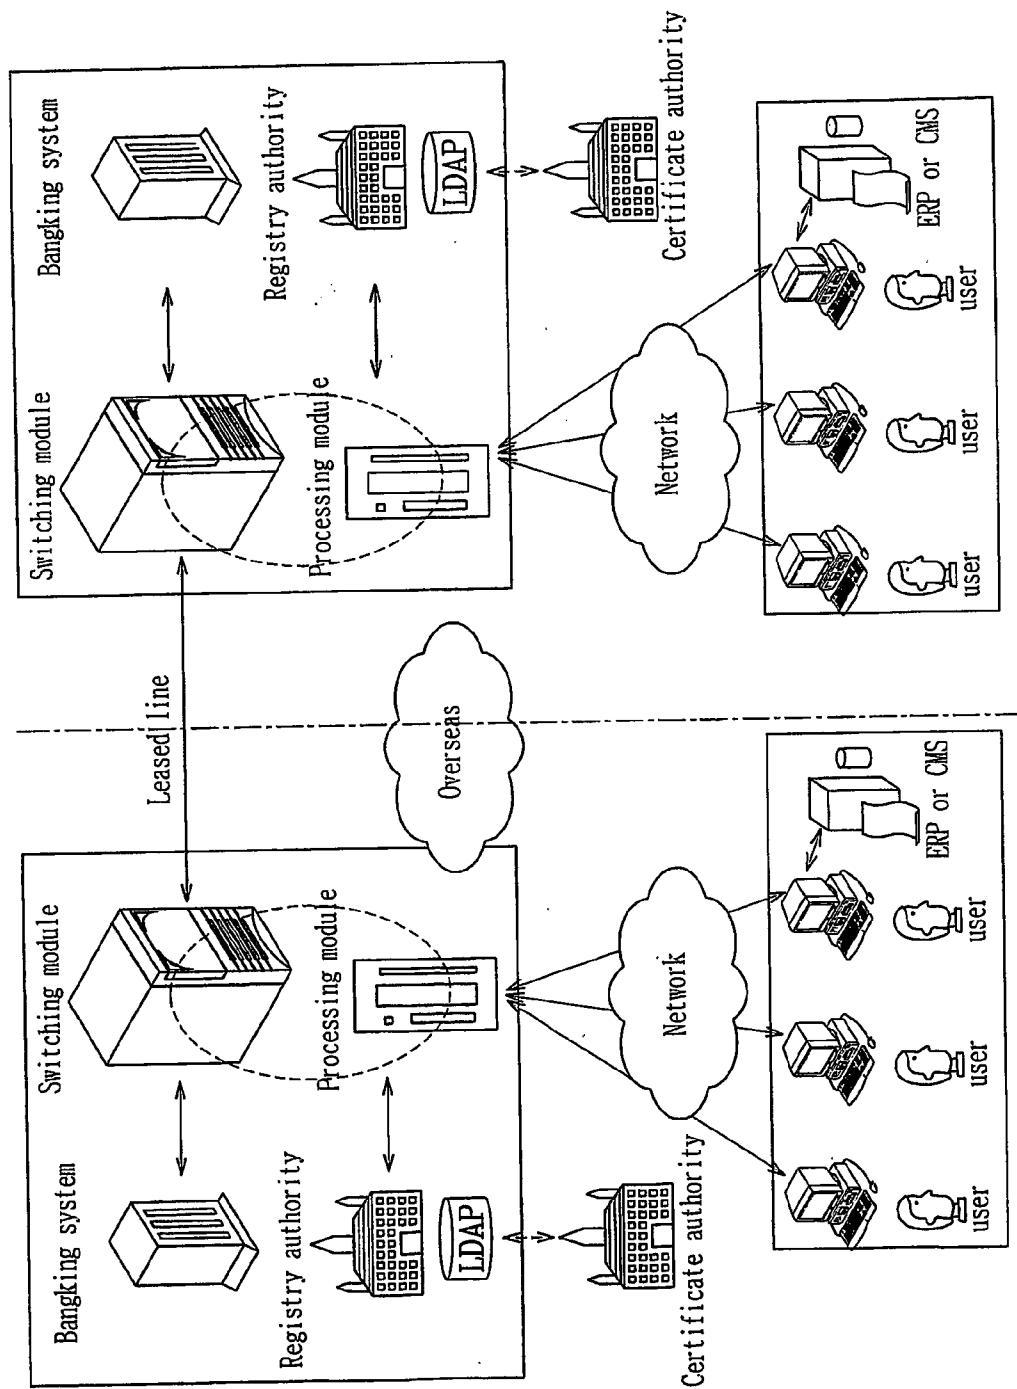 Bangking system
Switching module
Leased line
Switching module
Bangking system
Registry authority
Processing module
Processing module
Registry authority
LDAP
Overseas
LDAP
Certificate authority
Network
Network
Certificate authority
user
user
user
ERP or CMS
user
user
user
ERP or CMS